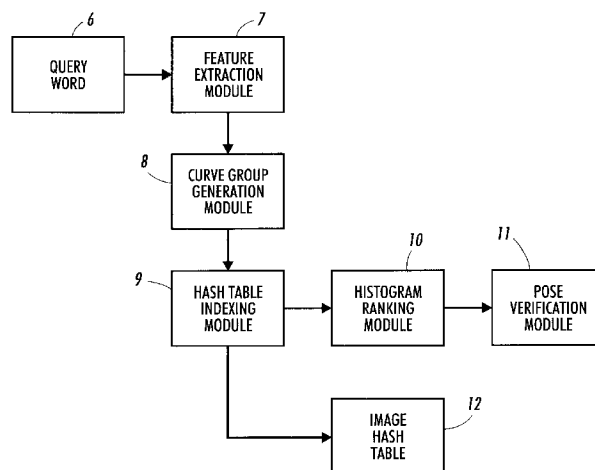 6
QUERY
WORD
7
FEATURE
EXTRACTION
MODULE
8
CURVE GROUP
GENERATION
MODULE
9
HASH TABLE
INDEXING
MODULE
10
HISTOGRAM
RANKING
MODULE
11
POSE
VERIFICATION
MODULE
12
IMAGE
HASH
TABLE